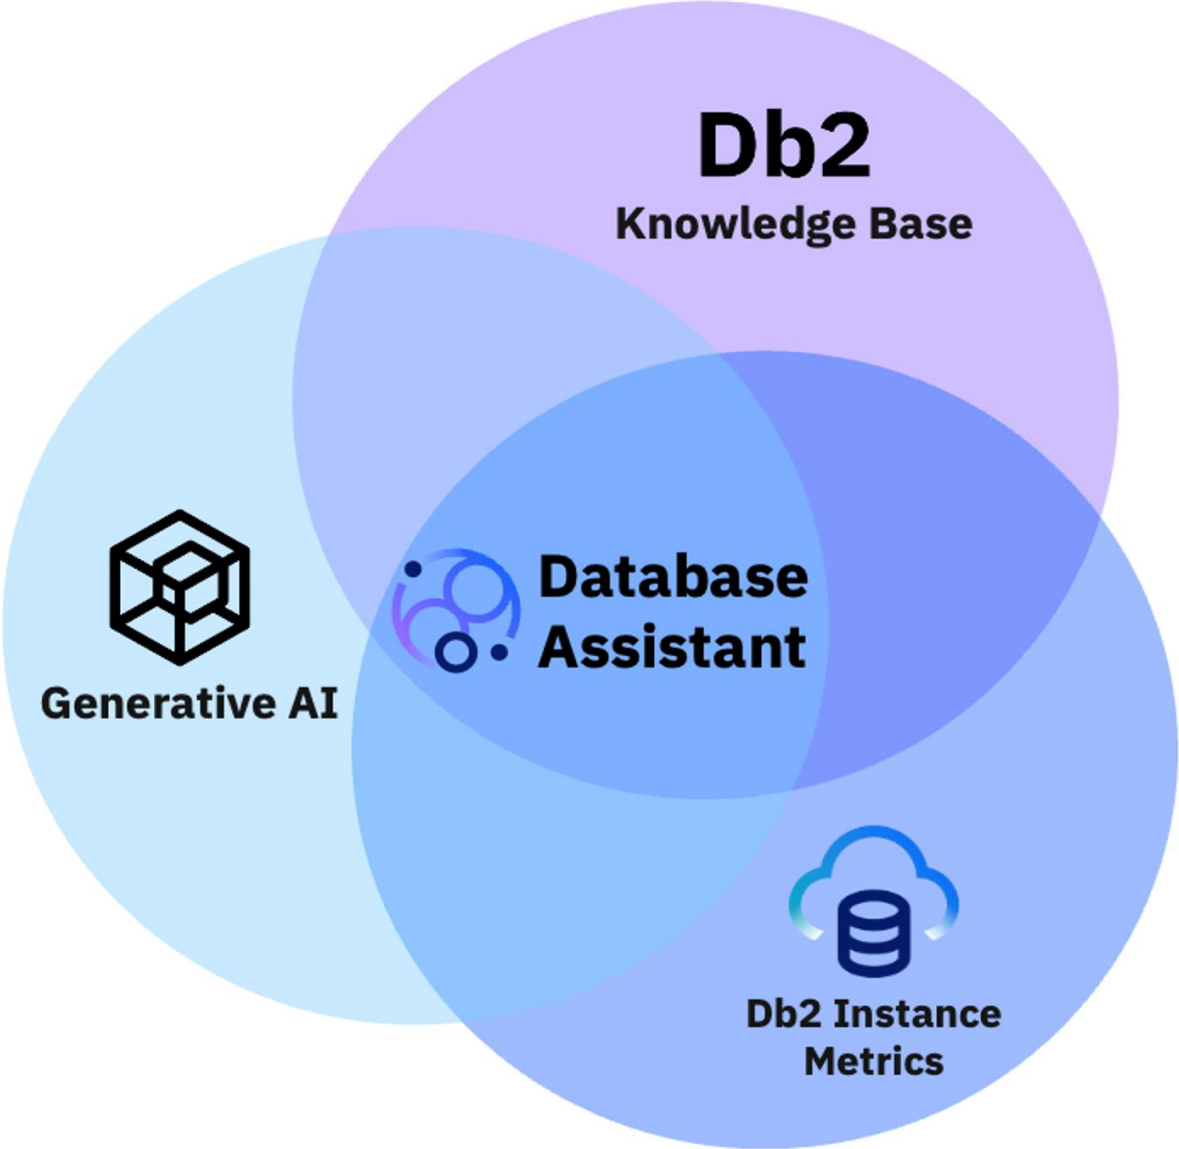 Db2
Knowledge Base
Database
Assistant
Generative AI
Db2 Instance
Metrics